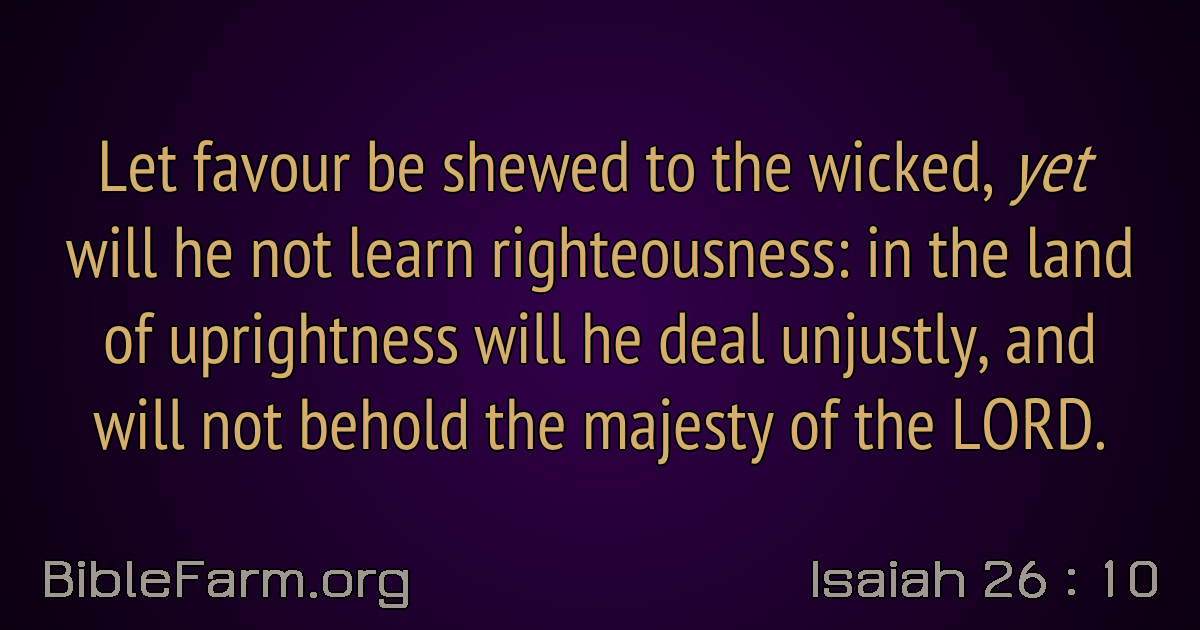 Let favour be shewed to the wicked, yet
will he not learn righteousness: in the land
of uprightness will he deal unjustly, and
will not behold the majesty of the LORD.
BibleFarm.org
Isaiah 26 : 10